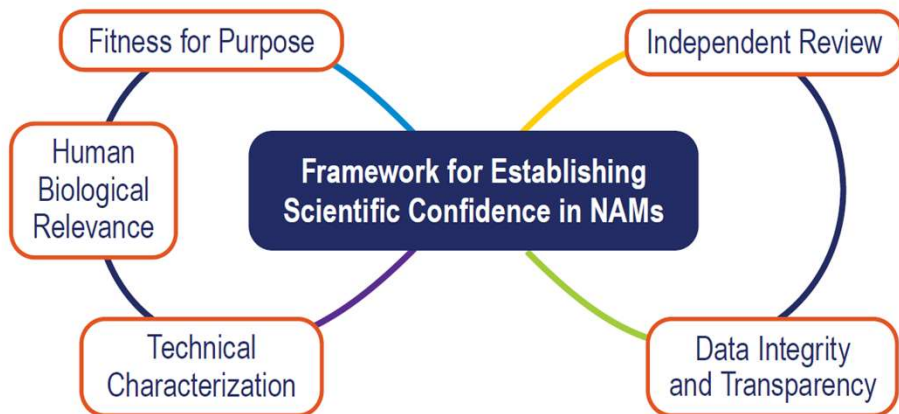 Fitness for Purpose
Independent Review
Human
Biological
Relevance
Framework for Establishing
Scientific Confidence in NAMs
Technical
Characterization
Data Integrity
and Transparency